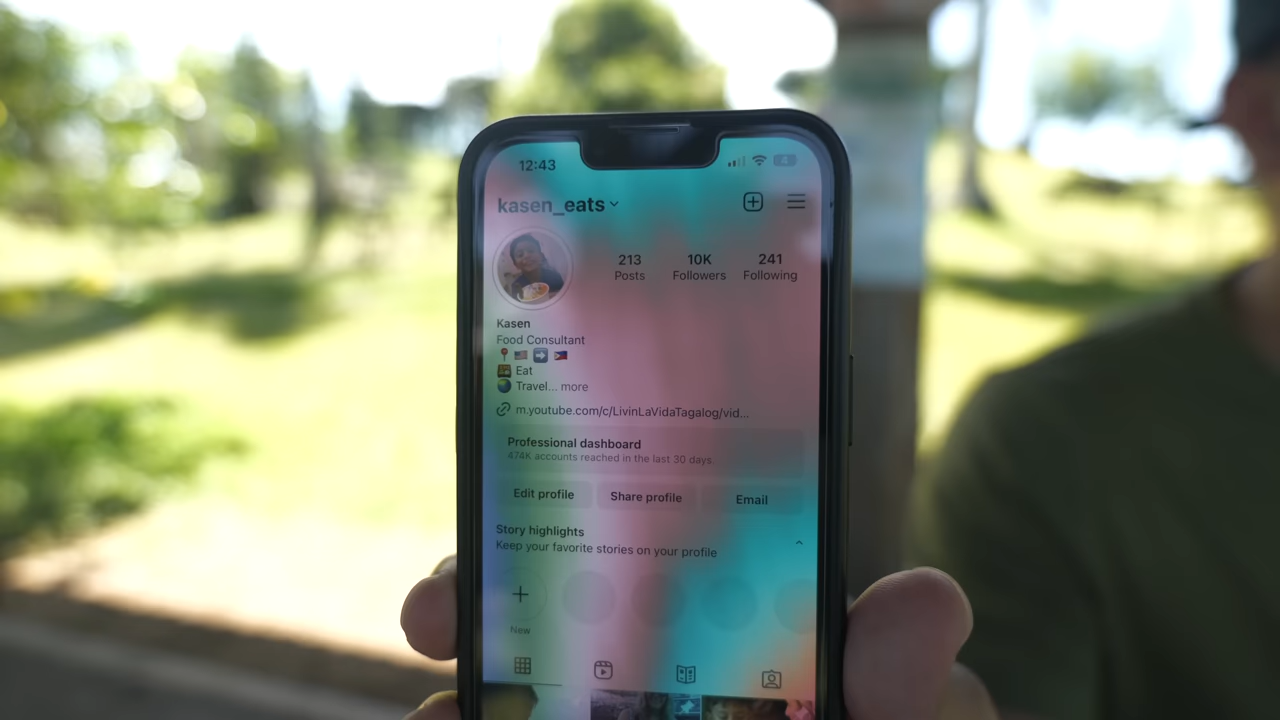 12:43
4
kasen_eats
213 10K 241
Posts Followers Following
Kasen
Food Consultant
📍🇺🇸➡️🇵🇭
🍱 Eat
🌏 Travel... more
m.youtube.com/c/LivinLaVidaTagalog/vid...
Professional dashboard
474K accounts reached in the last 30 days.
Edit profile Share profile Email
Story highlights
Keep your favorite stories on your profile
New